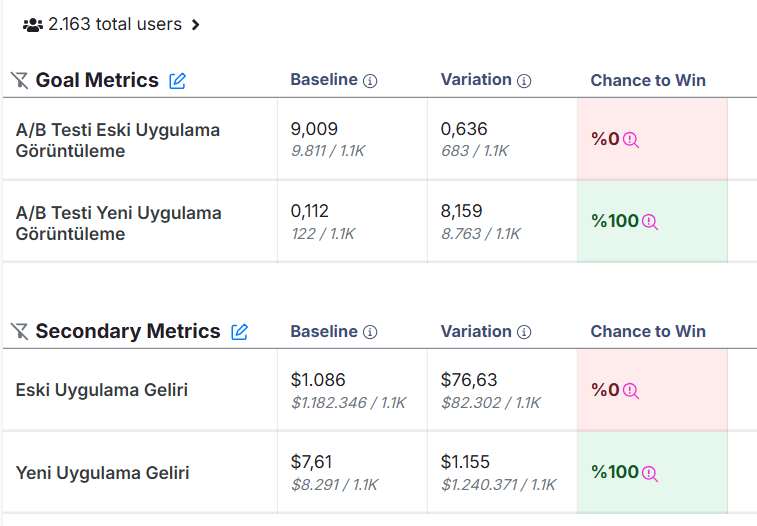 2.163 total users
Goal Metrics Baseline Variation Chance to Win
A/B Testi Eski Uygulama Görüntüleme 9,009 0,636 %0
9.811 / 1.1K 683 / 1.1K
A/B Testi Yeni Uygulama Görüntüleme 0,112 8,159 %100
122 / 1.1K 8.763 / 1.1K
Secondary Metrics Baseline Variation Chance to Win
Eski Uygulama Geliri $1.086 $76,63 %0
$1.182.346 / 1.1K $82.302 / 1.1K
Yeni Uygulama Geliri $7,61 $1.155 %100
$8.291 / 1.1K $1.240.371 / 1.1K